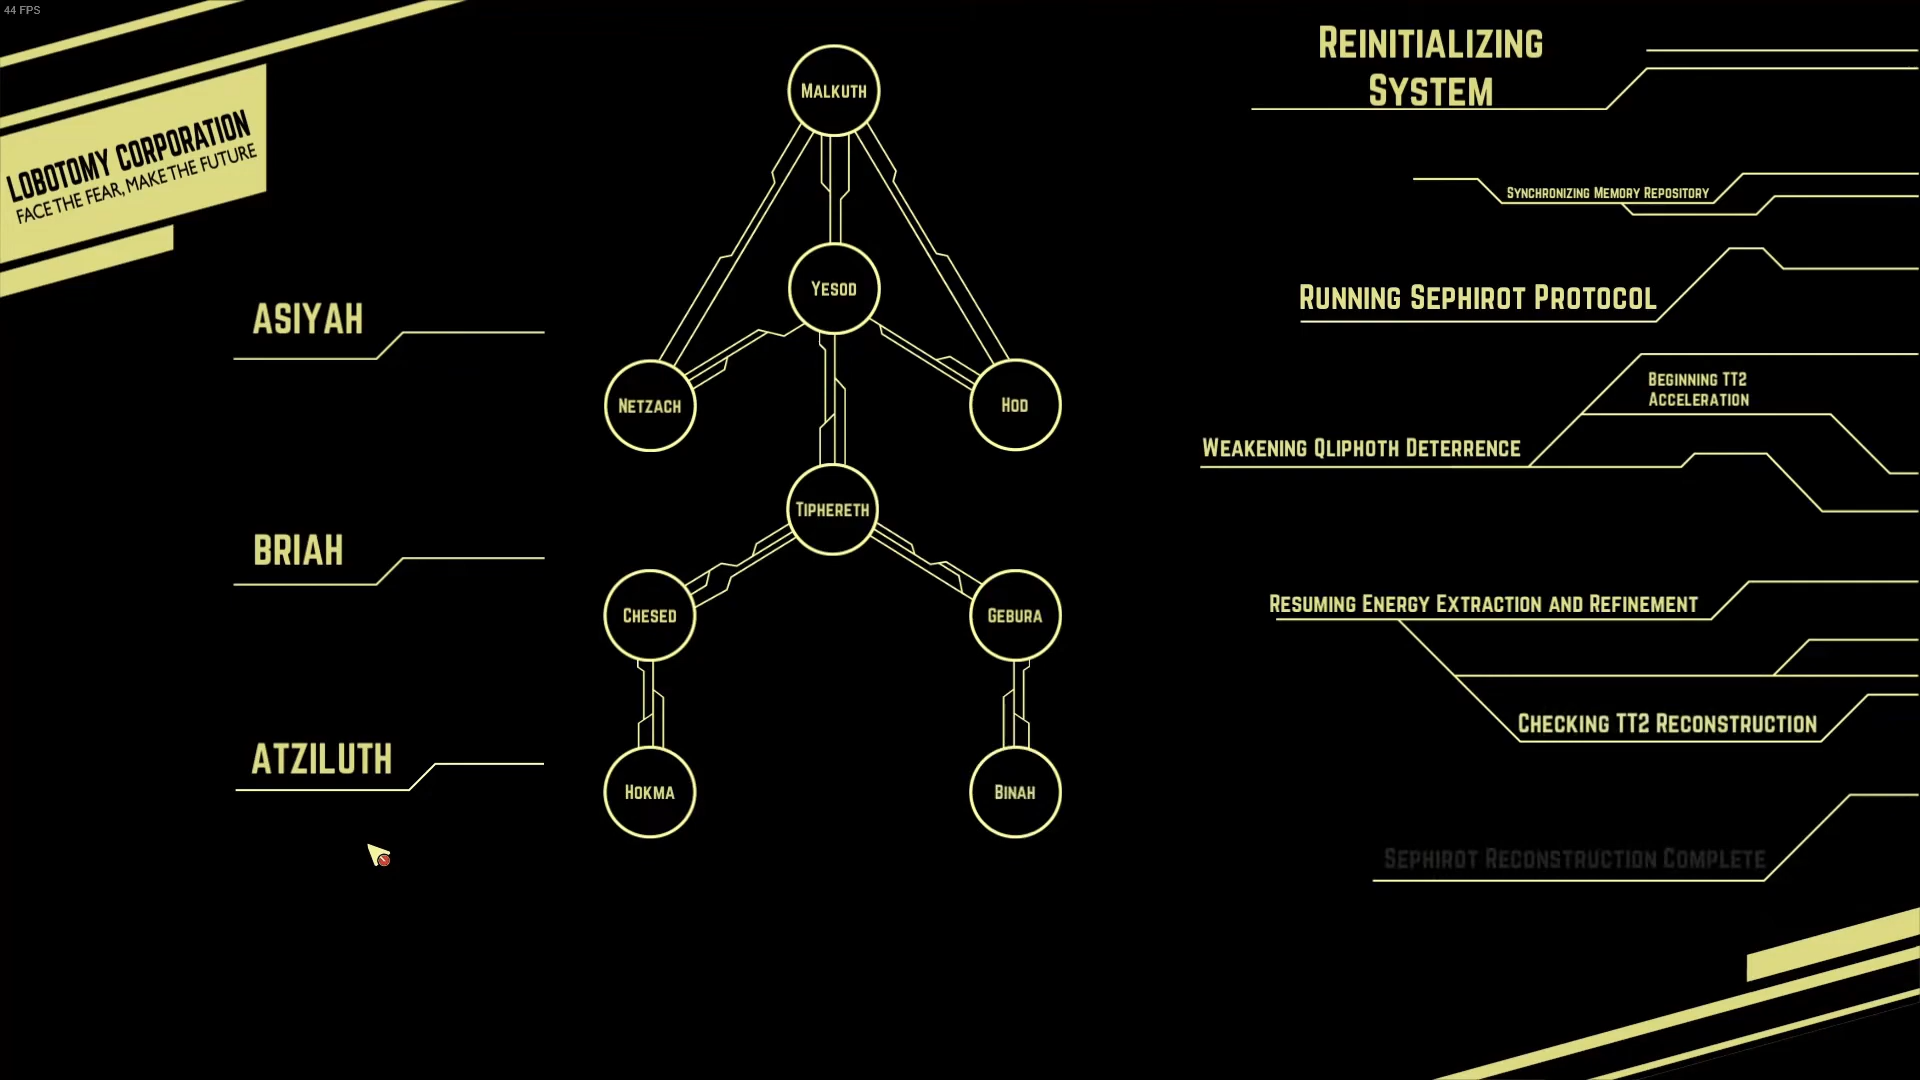 44 FPS
LOBOTOMY CORPORATION
FACE THE FEAR, MAKE THE FUTURE
ASIYAH
BRIAH
ATZILUTH
MALKUTH
YESOD
NETZACH
HOD
TIPHERETH
CHESED
GEBURA
HOKMA
BINAH
REINITIALIZING
SYSTEM
SYNCHRONIZING MEMORY REPOSITORY
RUNNING SEPHIROT PROTOCOL
BEGINNING TT2
ACCELERATION
WEAKENING QLIPHOTH DETERRENCE
RESUMING ENERGY EXTRACTION AND REFINEMENT
CHECKING TT2 RECONSTRUCTION
SEPHIROT RECONSTRUCTION COMPLETE